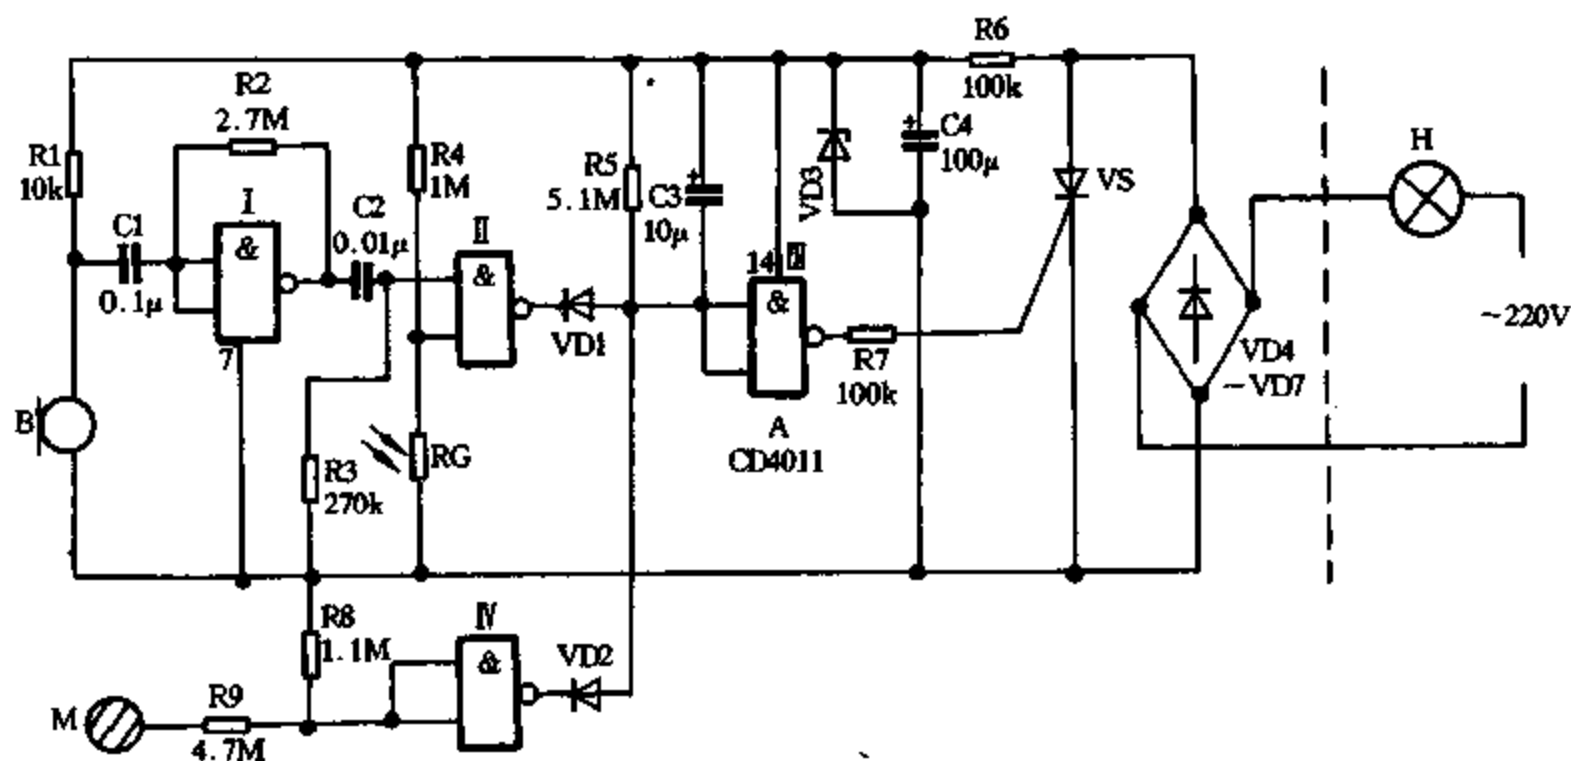 R6
100k
R2
2.7M
R1
10k
R4
1M
R5
5.1M
C3
10μ
VD3
C4
100μ
VS
H
C1
0.1μ
I
&
7
C2
0.01μ
II
&
VD1
14
III
&
R7
100k
A
CD4011
VD4
~VD7
~220V
B
R3
270k
RG
R8
1.1M
IV
&
VD2
M
R9
4.7M